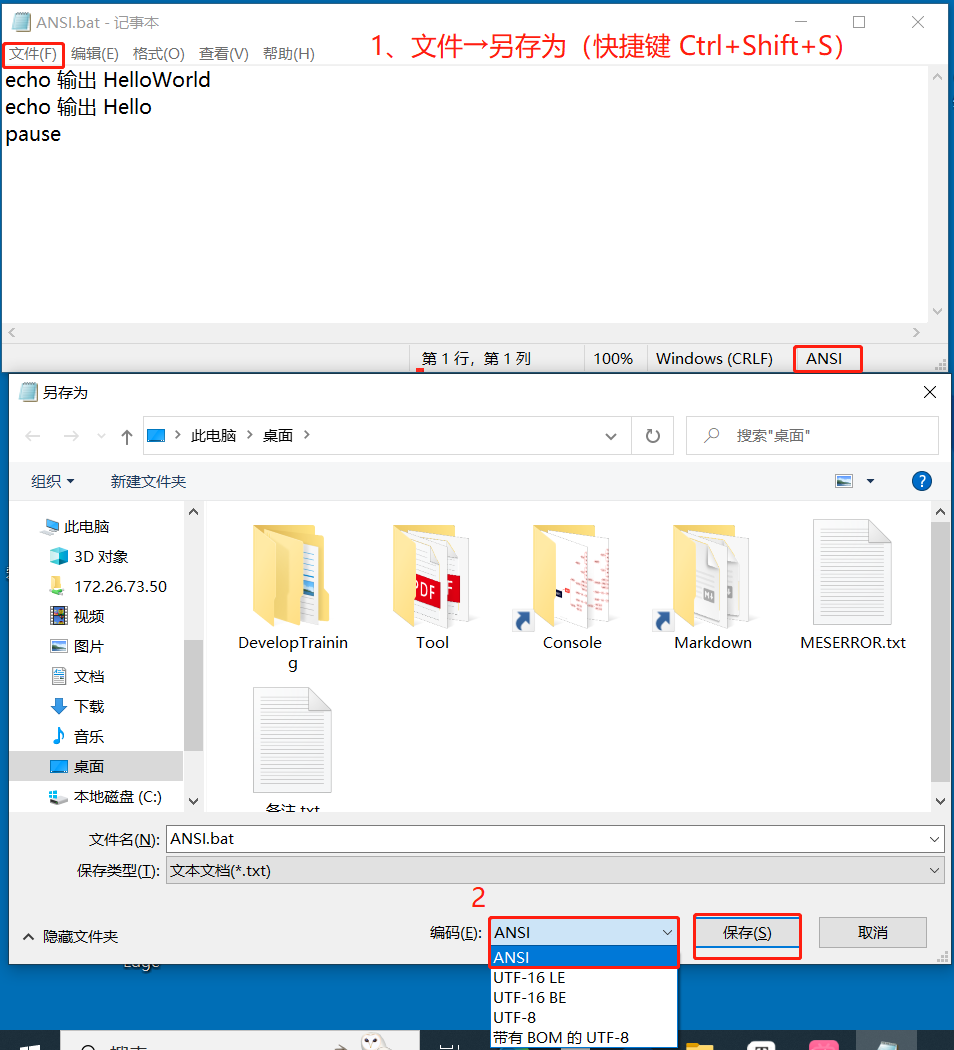 ANSI.bat - 记事本
文件(F) 编辑(E) 格式(O) 查看(V) 帮助(H)
1、文件→另存为（快捷键 Ctrl+Shift+S）
echo 输出 HelloWorld
echo 输出 Hello
pause
第 1 行，第 1 列 100% Windows (CRLF) ANSI
另存为
此电脑 桌面 搜索"桌面"
组织 新建文件夹
此电脑
3D 对象
172.26.73.50
视频
图片
文档
下载
音乐
桌面
本地磁盘 (C:)
DevelopTrainin
g
Tool
Console
Markdown
MESERROR.txt
PDF
备注.txt
文件名(N): ANSI.bat
保存类型(T): 文本文档(*.txt)
2
隐藏文件夹 编码(E): ANSI 保存(S) 取消
ANSI
UTF-16 LE
UTF-16 BE
UTF-8
带有 BOM 的 UTF-8
Edge
搜索